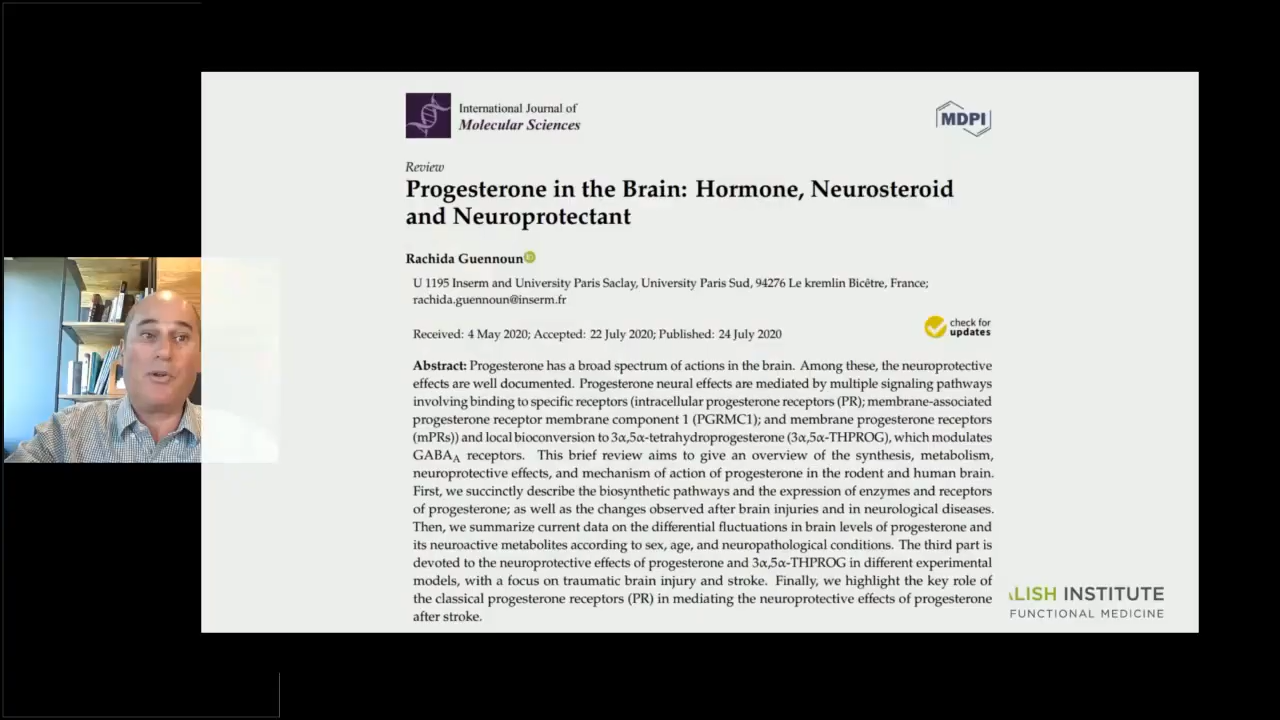 International Journal of
Molecular Sciences
MDPI
Review
Progesterone in the Brain: Hormone, Neurosteroid
and Neuroprotectant
Rachida Guennoun
U 1195 Inserm and University Paris Saclay, University Paris Sud, 94276 Le kremlin Bicêtre, France;
rachida.guennoun@inserm.fr
Received: 4 May 2020; Accepted: 22 July 2020; Published: 24 July 2020
check for
updates
Abstract: Progesterone has a broad spectrum of actions in the brain. Among these, the neuroprotective
effects are well documented. Progesterone neural effects are mediated by multiple signaling pathways
involving binding to specific receptors (intracellular progesterone receptors (PR); membrane-associated
progesterone receptor membrane component 1 (PGRMC1); and membrane progesterone receptors
(mPRs)) and local bioconversion to 3α,5α-tetrahydroprogesterone (3α,5α-THPROG), which modulates
GABAA receptors. This brief review aims to give an overview of the synthesis, metabolism,
neuroprotective effects, and mechanism of action of progesterone in the rodent and human brain.
First, we succinctly describe the biosynthetic pathways and the expression of enzymes and receptors
of progesterone; as well as the changes observed after brain injuries and in neurological diseases.
Then, we summarize current data on the differential fluctuations in brain levels of progesterone and
its neuroactive metabolites according to sex, age, and neuropathological conditions. The third part is
devoted to the neuroprotective effects of progesterone and 3α,5α-THPROG in different experimental
models, with a focus on traumatic brain injury and stroke. Finally, we highlight the key role of
the classical progesterone receptors (PR) in mediating the neuroprotective effects of progesterone
after stroke.
LISH INSTITUTE
FUNCTIONAL MEDICINE